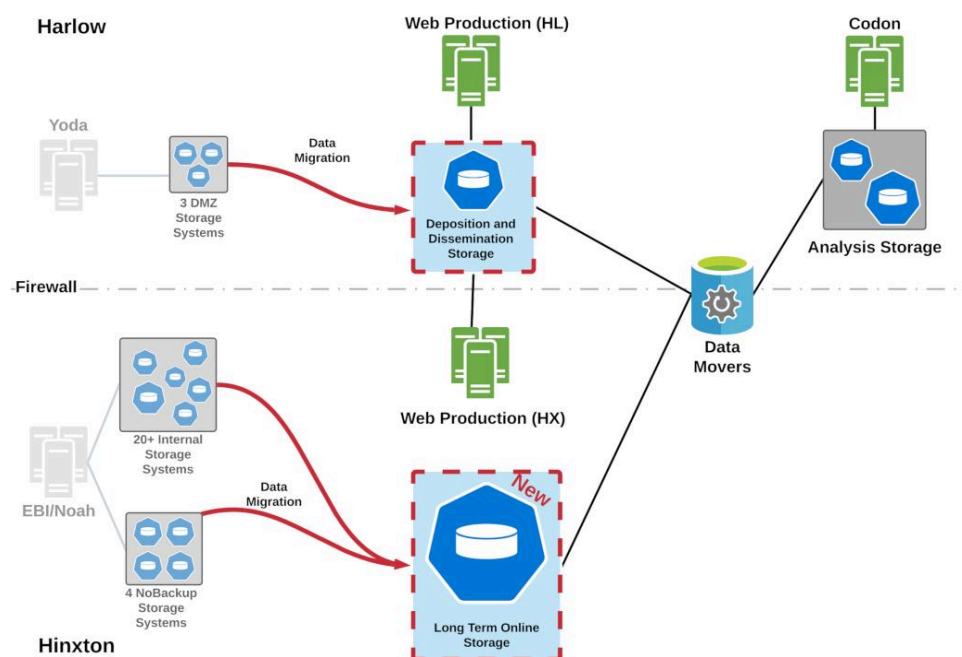 Harlow
Web Production (HL)
Codon
Yoda
Data
Migration
3 DMZ
Storage
Systems
Deposition and
Dissemination
Storage
Analysis Storage
Firewall
Data
Movers
Web Production (HX)
20+ Internal
Storage
Systems
EBI/Noah
Data
Migration
New
4 NoBackup
Storage
Systems
Long Term Online
Storage
Hinxton